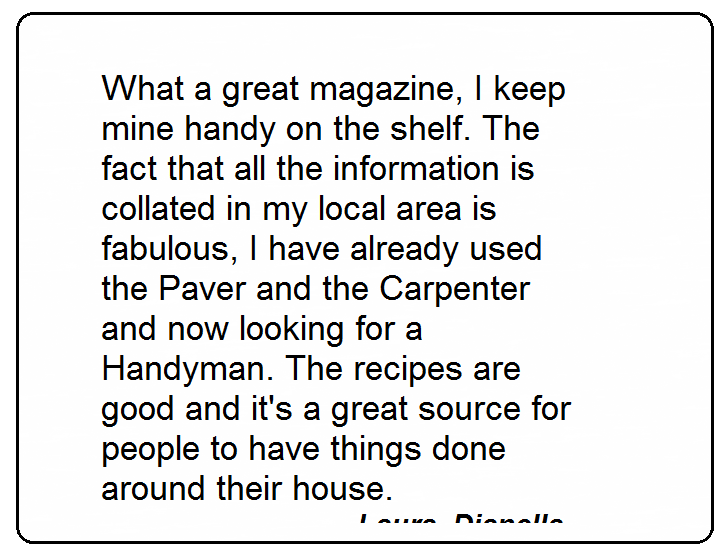 What a great magazine, I keep
mine handy on the shelf. The
fact that all the information is
collated in my local area is
fabulous, I have already used
the Paver and the Carpenter
and now looking for a
Handyman. The recipes are
good and it's a great source for
people to have things done
around their house.